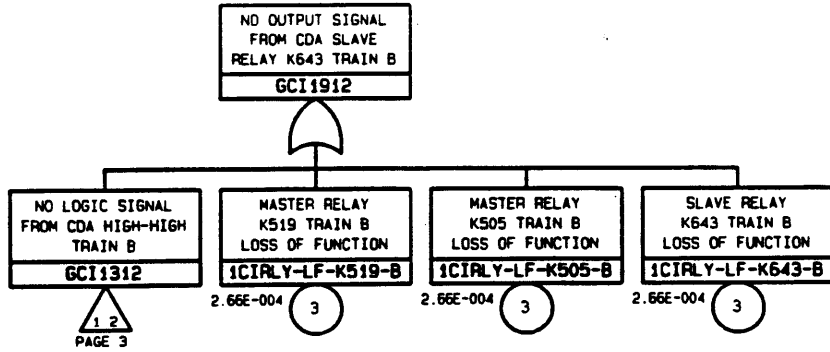 NO OUTPUT SIGNAL
FROM CDA SLAVE
RELAY K643 TRAIN B
GCI1912
NO LOGIC SIGNAL
FROM CDA HIGH-HIGH
TRAIN B
GCI1312
1 2
PAGE 3
MASTER RELAY
K519 TRAIN B
LOSS OF FUNCTION
1CIRLY-LF-K519-B
2.66E-004
3
MASTER RELAY
K505 TRAIN B
LOSS OF FUNCTION
1CIRLY-LF-K505-B
2.66E-004
3
SLAVE RELAY
K643 TRAIN B
LOSS OF FUNCTION
1CIRLY-LF-K643-B
2.66E-004
3